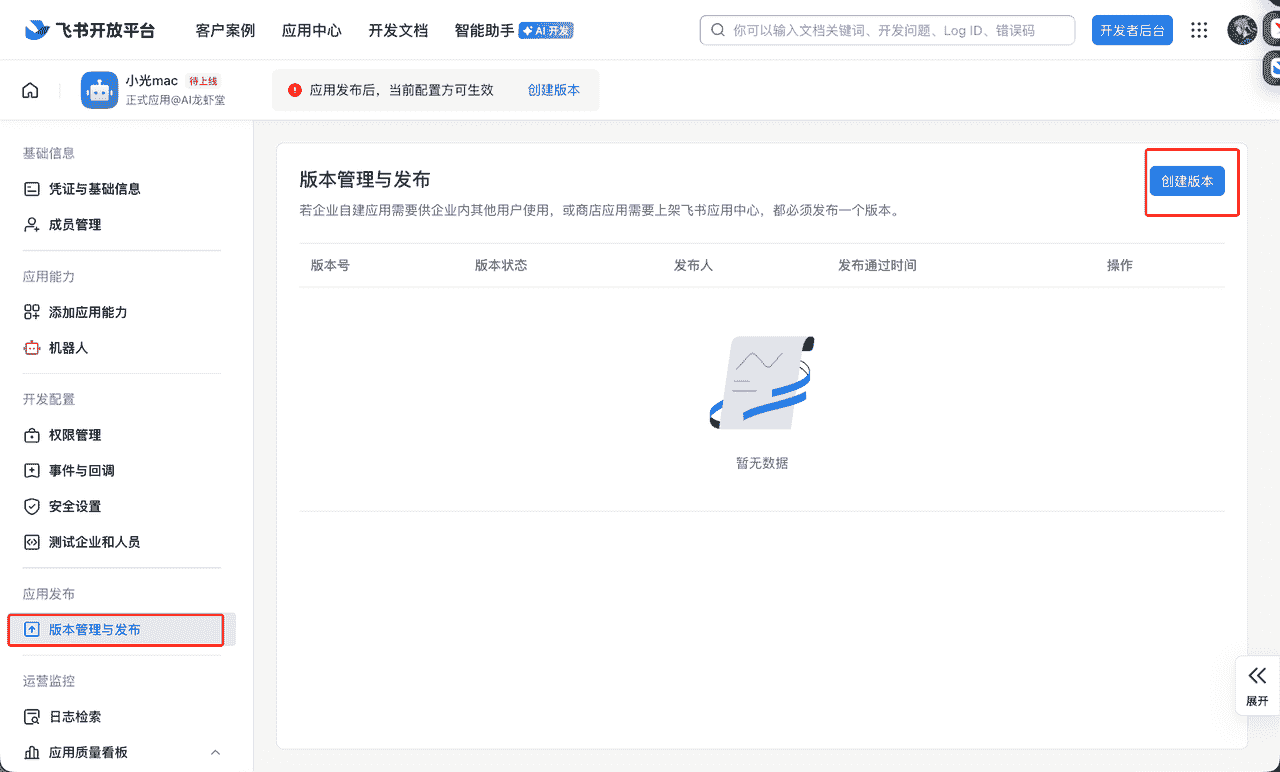 飞书开放平台
客户案例
应用中心
开发文档
智能助手 AI 开发
你可以输入文档关键词、开发问题、Log ID、错误码
开发者后台
小光mac 待上线
正式应用@AI龙虾堂
应用发布后，当前配置方可生效
创建版本
基础信息
凭证与基础信息
成员管理
应用能力
添加应用能力
机器人
开发配置
权限管理
事件与回调
安全设置
测试企业和人员
应用发布
版本管理与发布
运营监控
日志检索
应用质量看板
版本管理与发布
创建版本
若企业自建应用需要供企业内其他用户使用，或商店应用需要上架飞书应用中心，都必须发布一个版本。
版本号
版本状态
发布人
发布通过时间
操作
暂无数据
展开